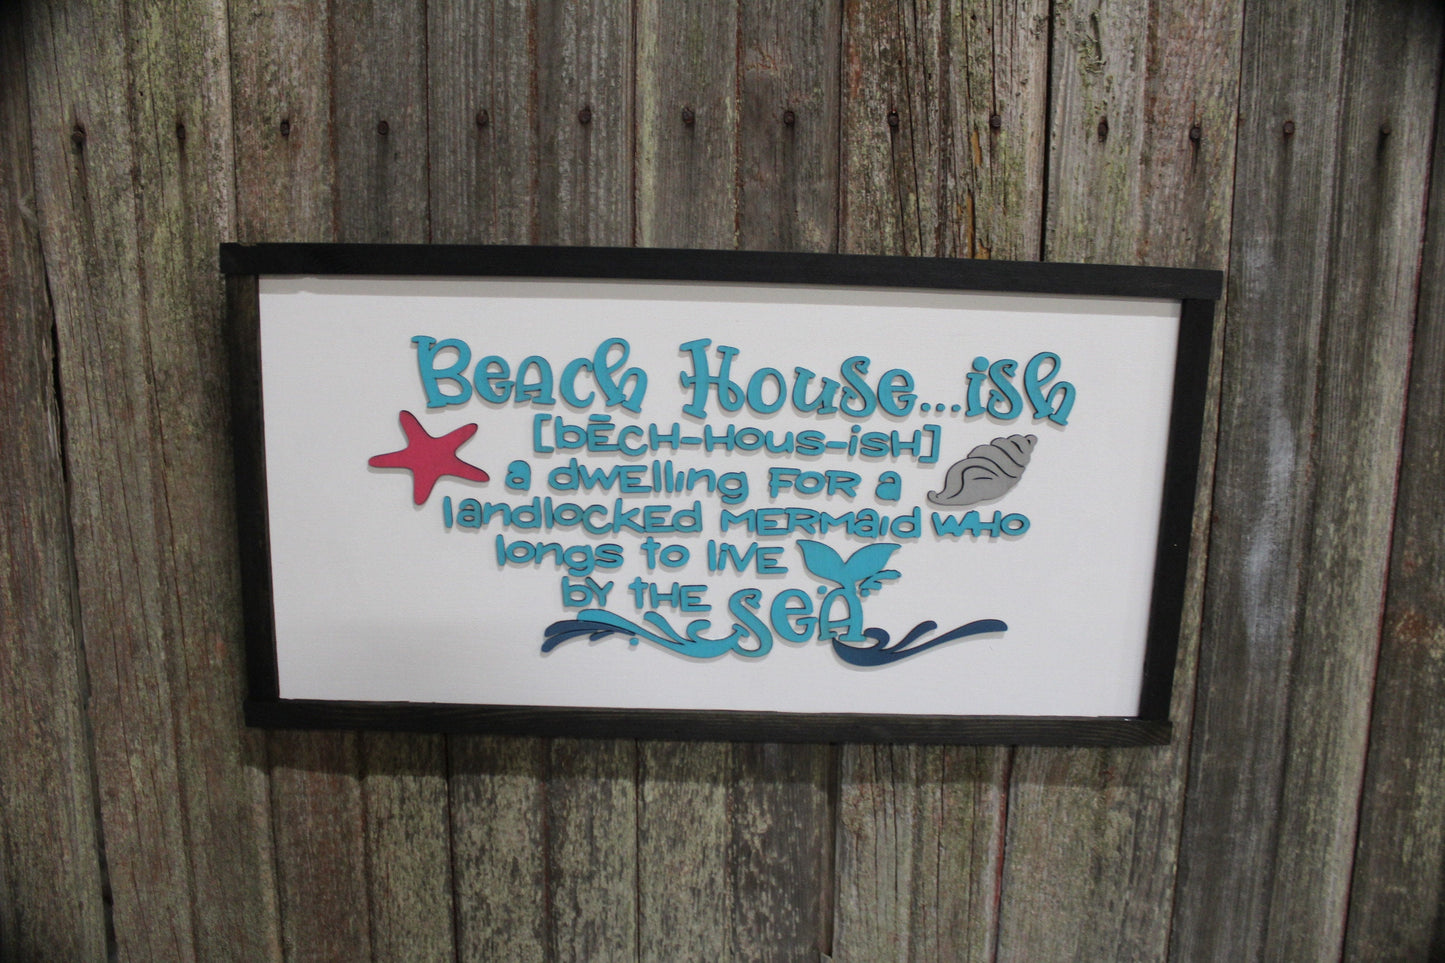 Beach House...ish
[bēch-hous-ish]
a dwelling for a
landlocked mermaid who
longs to live
by the sea